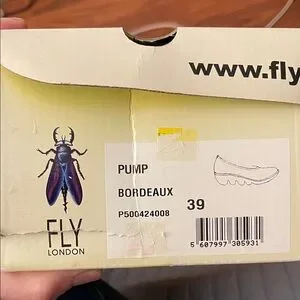 www.fly
PUMP
BORDEAUX
P500424008
39
5 607997 305931
FLY
LONDON